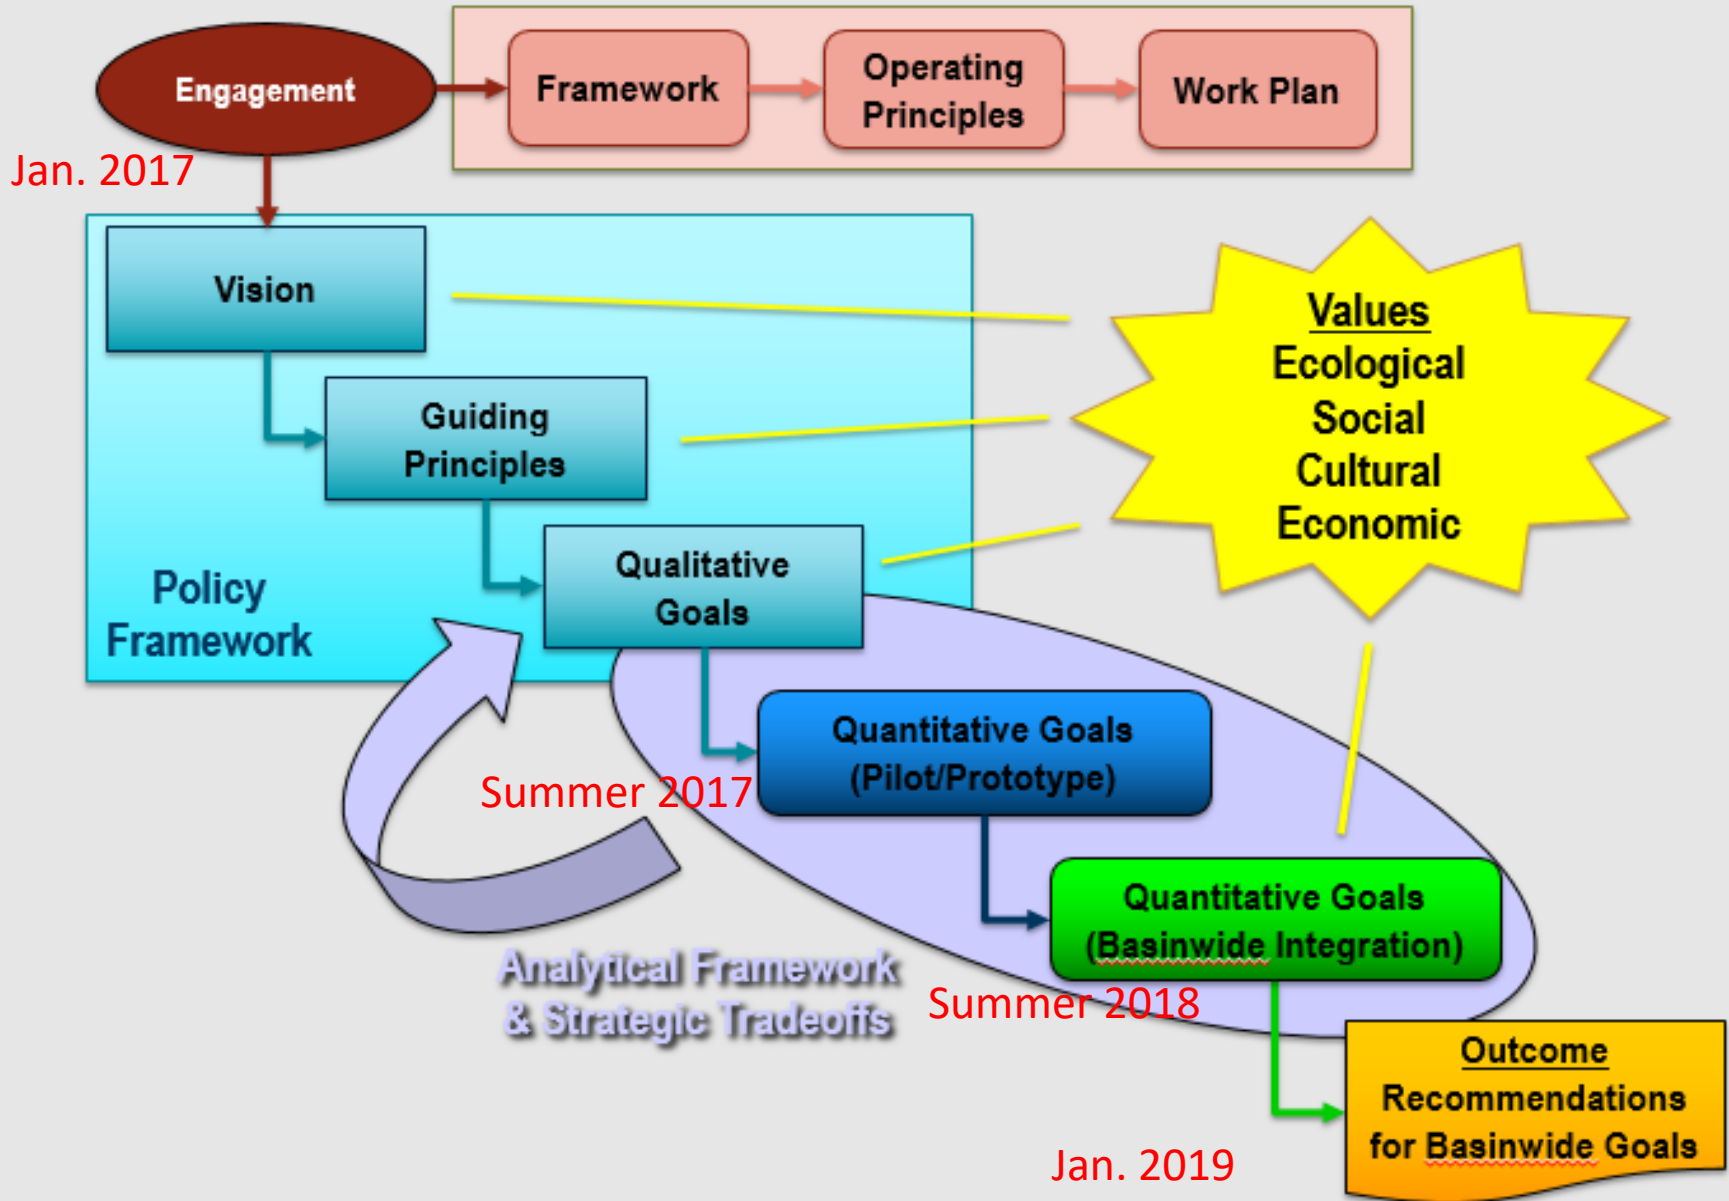 Engagement
Framework
Operating
Principles
Work Plan
Jan. 2017
Vision
Values
Ecological
Social
Cultural
Economic
Guiding
Principles
Qualitative
Goals
Policy
Framework
Quantitative Goals
(Pilot/Prototype)
Summer 2017
Quantitative Goals
(Basinwide Integration)
Analytical Framework
& Strategic Tradeoffs
Summer 2018
Outcome
Recommendations
for Basinwide Goals
Jan. 2019